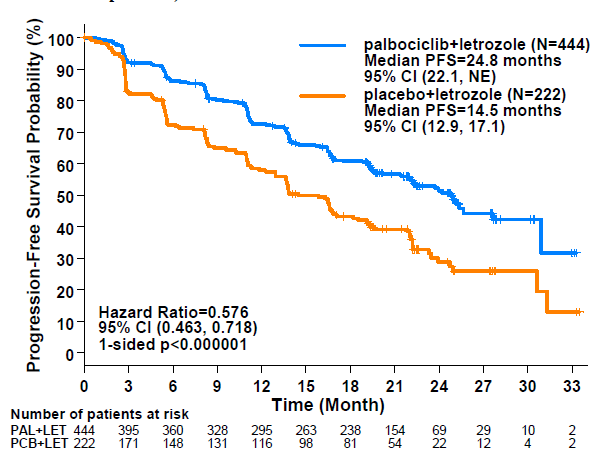 Progression-Free Survival Probability (%)
100
90
80
70
60
50
40
30
20
10
0
palbociclib+letrozole (N=444)
Median PFS=24.8 months
95% CI (22.1, NE)
placebo+letrozole (N=222)
Median PFS=14.5 months
95% CI (12.9, 17.1)
Hazard Ratio=0.576
95% CI (0.463, 0.718)
1-sided p<0.000001
0 3 6 9 12 15 18 21 24 27 30 33
Time (Month)
Number of patients at risk
PAL+LET 444 395 360 328 295 263 238 154 69 29 10 2
PCB+LET 222 171 148 131 116 98 81 54 22 12 4 2